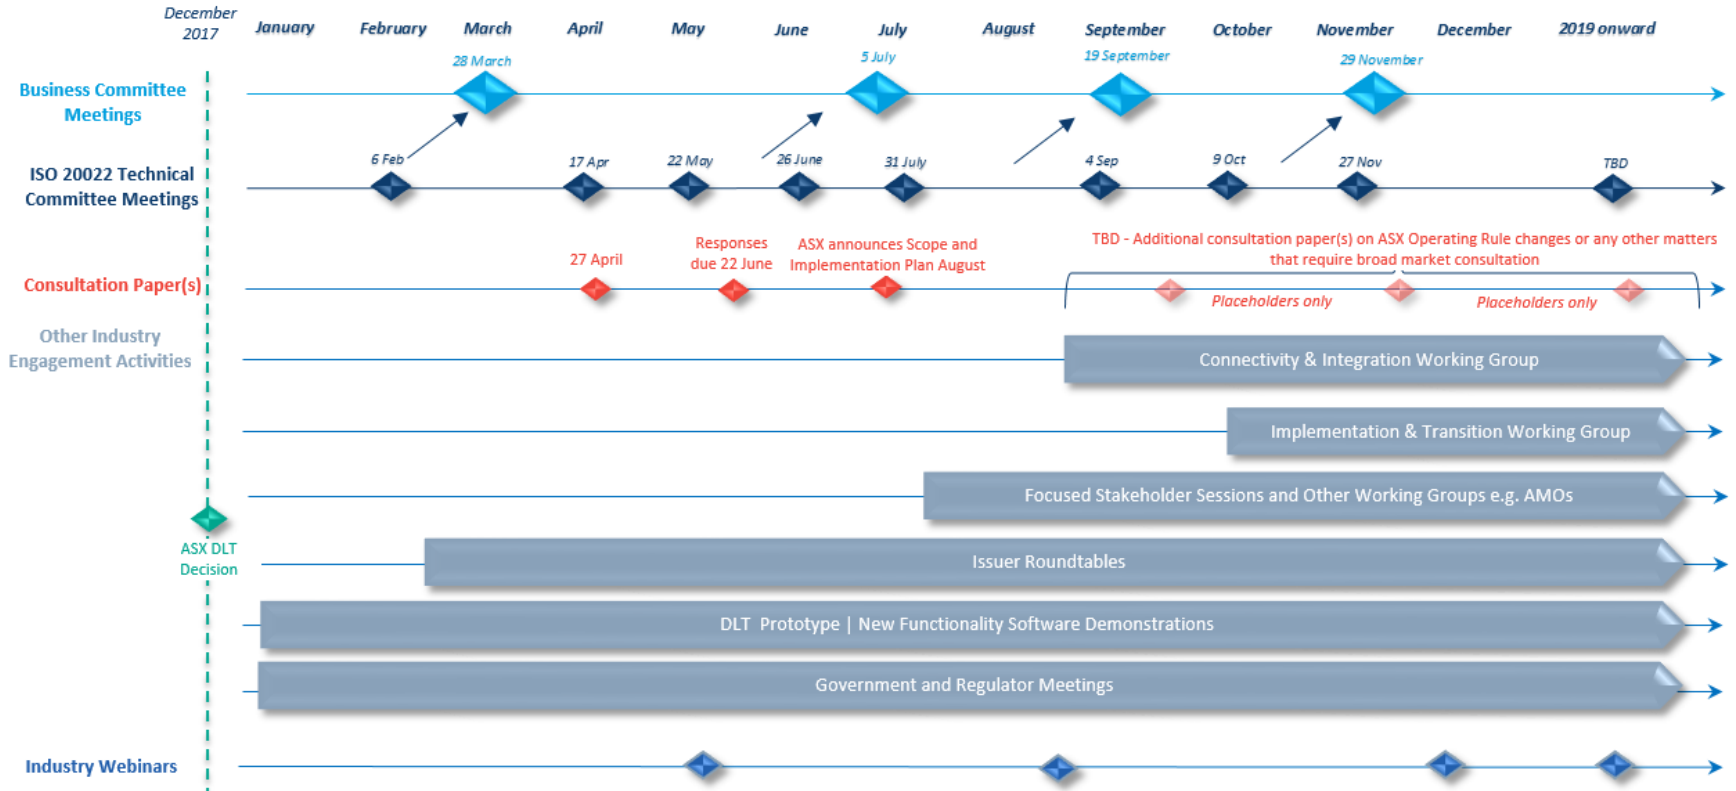 December
2017
January
February
March
April
May
June
July
August
September
October
November
December
2019 onward
Business Committee
Meetings
28 March
5 July
19 September
29 November
ISO 20022 Technical
Committee Meetings
6 Feb
17 Apr
22 May
26 June
31 July
4 Sep
9 Oct
27 Nov
TBD
Consultation Paper(s)
27 April
Responses
due 22 June
ASX announces Scope and
Implementation Plan August
TBD - Additional consultation paper(s) on ASX Operating Rule changes or any other matters
that require broad market consultation
Placeholders only
Placeholders only
Other Industry
Engagement Activities
Connectivity & Integration Working Group
Implementation & Transition Working Group
Focused Stakeholder Sessions and Other Working Groups e.g. AMOs
ASX DLT
Decision
Issuer Roundtables
DLT Prototype | New Functionality Software Demonstrations
Government and Regulator Meetings
Industry Webinars